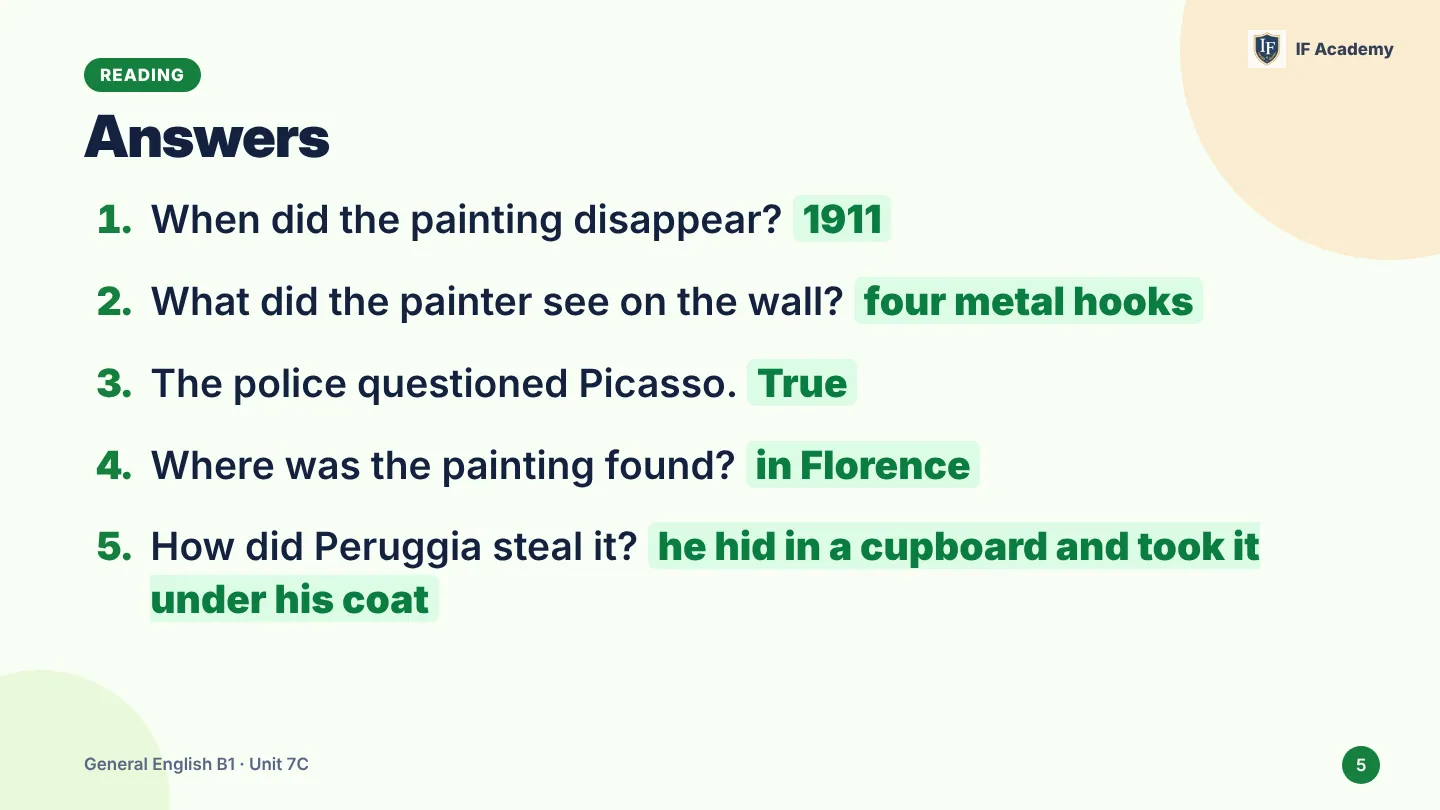 IF Academy
READING
Answers
1. When did the painting disappear? 1911
2. What did the painter see on the wall? four metal hooks
3. The police questioned Picasso. True
4. Where was the painting found? in Florence
5. How did Peruggia steal it? he hid in a cupboard and took it
under his coat
General English B1 · Unit 7C
5